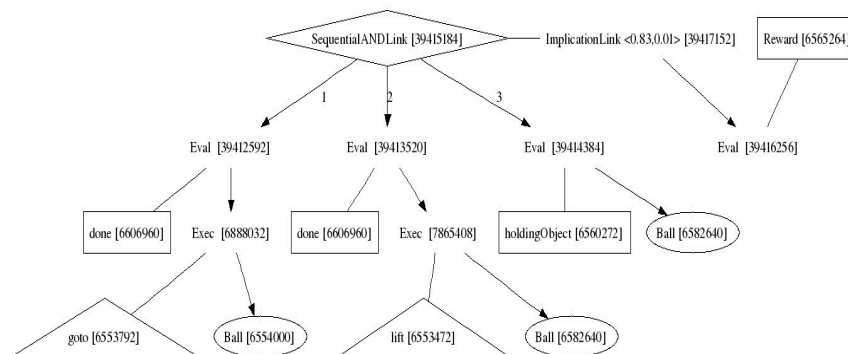 SequentialANDLink [39415184]
ImplicationLink <0.83,0.01> [39417152]
Reward [6565264]
1
2
3
Eval [39412592]
Eval [39413520]
Eval [39414384]
Eval [39416256]
done [6606960]
Exec [6888032]
done [6606960]
Exec [7865408]
holdingObject [6560272]
Ball [6582640]
goto [6553792]
Ball [6554000]
lift [6553472]
Ball [6582640]